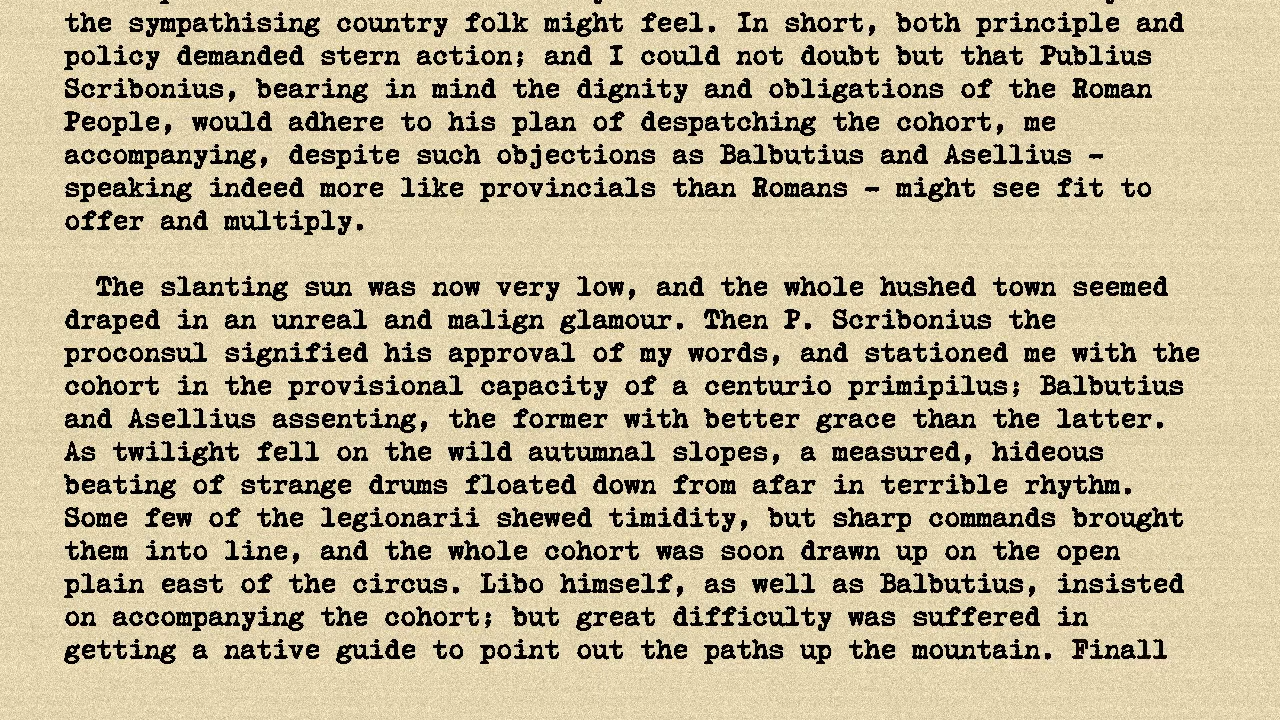 the sympathising country folk might feel. In short, both principle and
policy demanded stern action; and I could not doubt but that Publius
Scribonius, bearing in mind the dignity and obligations of the Roman
People, would adhere to his plan of despatching the cohort, me
accompanying, despite such objections as Balbutius and Asellius –
speaking indeed more like provincials than Romans – might see fit to
offer and multiply.

The slanting sun was now very low, and the whole hushed town seemed
draped in an unreal and malign glamour. Then P. Scribonius the
proconsul signified his approval of my words, and stationed me with the
cohort in the provisional capacity of a centurio primipilus; Balbutius
and Asellius assenting, the former with better grace than the latter.
As twilight fell on the wild autumnal slopes, a measured, hideous
beating of strange drums floated down from afar in terrible rhythm.
Some few of the legionarii shewed timidity, but sharp commands brought
them into line, and the whole cohort was soon drawn up on the open
plain east of the circus. Libo himself, as well as Balbutius, insisted
on accompanying the cohort; but great difficulty was suffered in
getting a native guide to point out the paths up the mountain. Finall